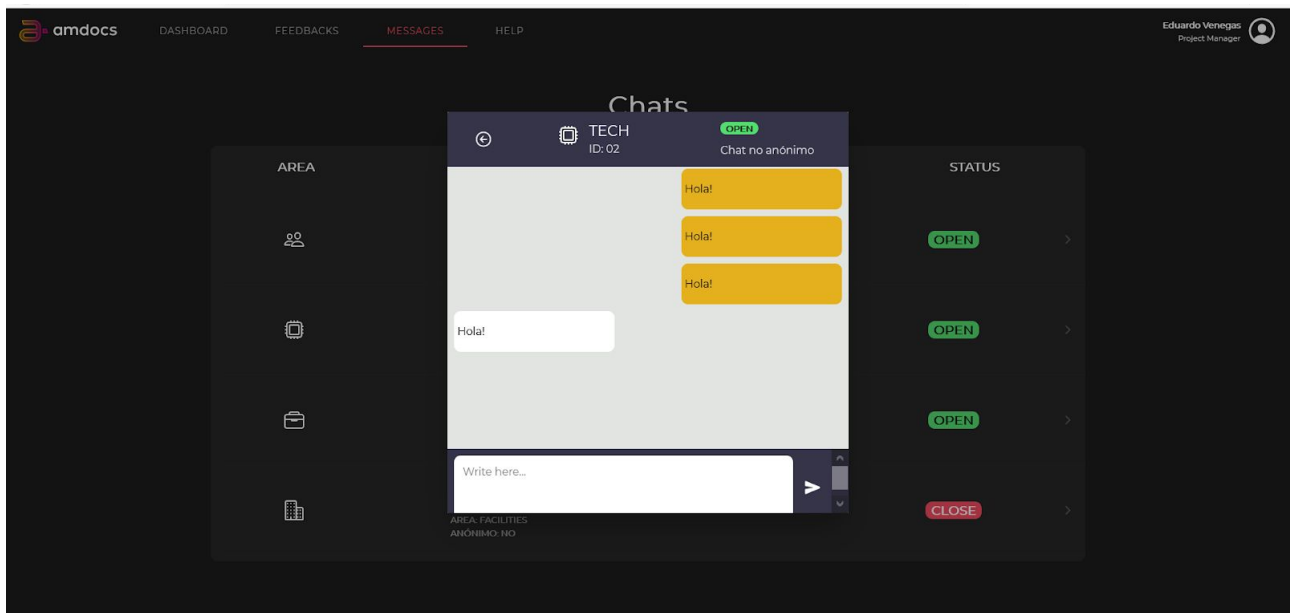 amdocs
DASHBOARD
FEEDBACKS
MESSAGES
HELP
Eduardo Venegas
Project Manager
Chats
AREA
STATUS
TECH
ID: 02
OPEN
Chat no anónimo
Hola!
Hola!
Hola!
Hola!
Write here...
OPEN
OPEN
OPEN
AREA: FACILITIES
ANÓNIMO: NO
CLOSE